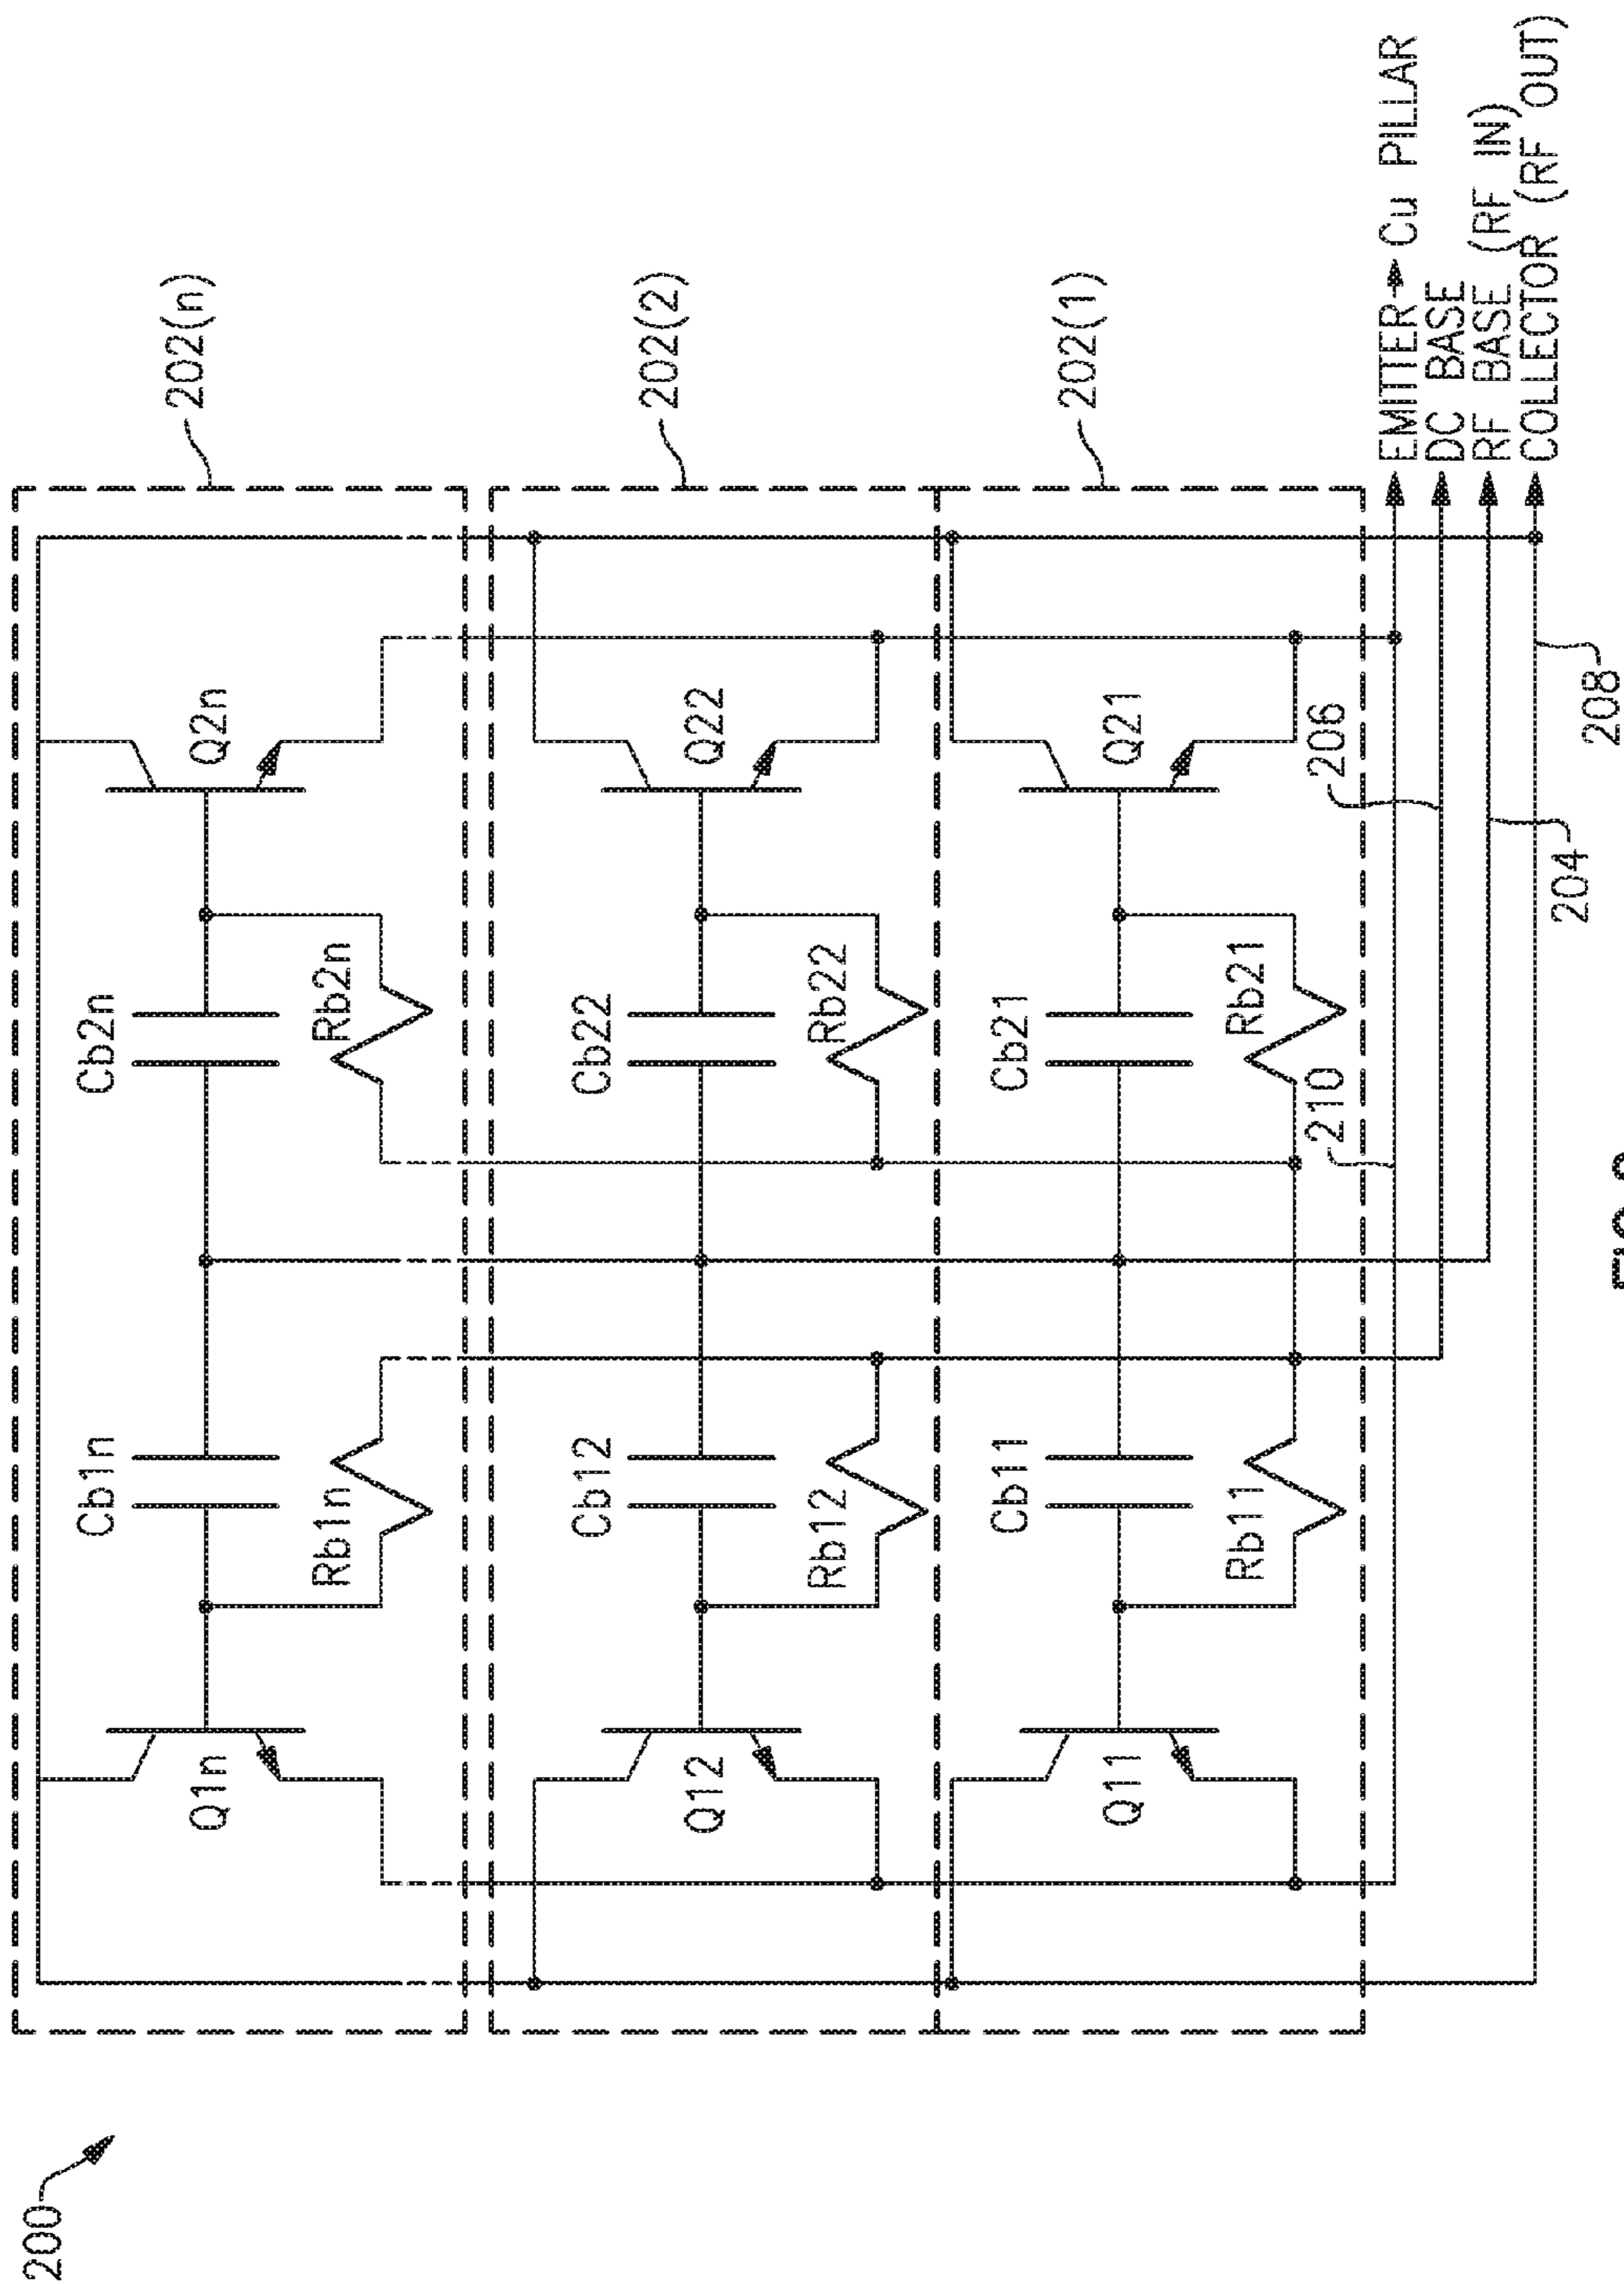 200
Cb1n
Cb2n
202(n)
Q1n
Q2n
Rb1n
Rb2n
Cb12
Cb22
202(2)
Q12
Q22
Rb12
Rb22
Cb11
Cb21
202(1)
Q11
Q21
Rb11
Rb21
210
206
EMITTER→Cu PILLAR
DC BASE
RF BASE (RF IN)
COLLECTOR (RF OUT)
204
208